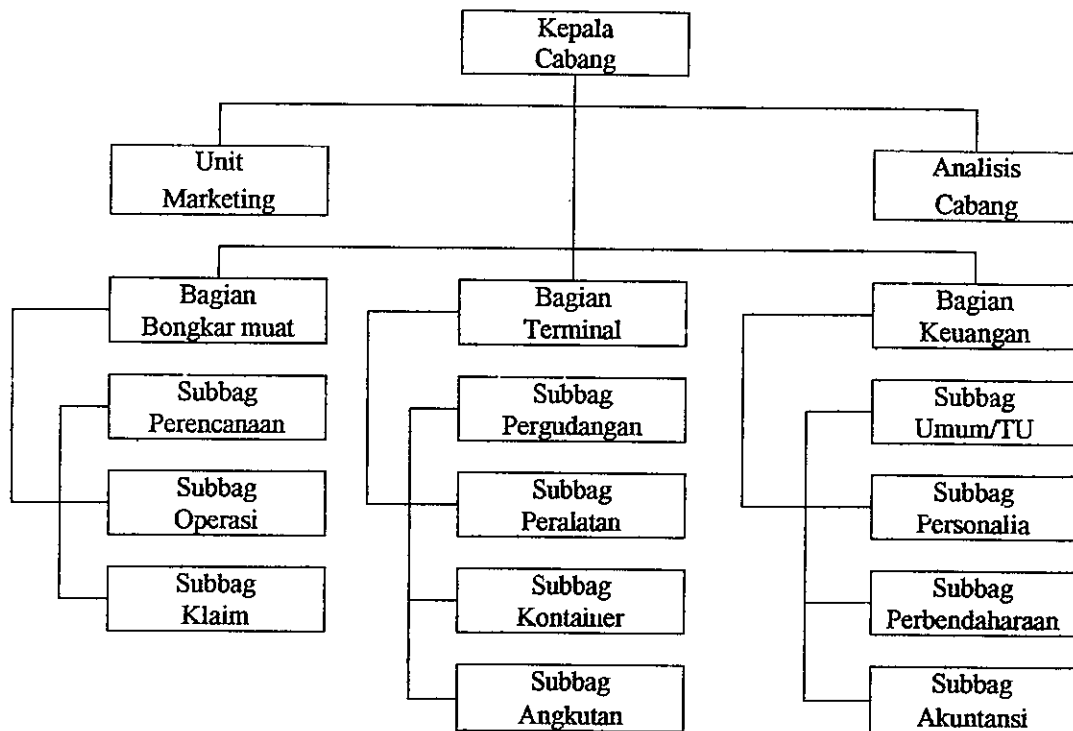 Kepala
Cabang
Unit
Marketing
Analisis
Cabang
Bagian
Bongkar muat
Bagian
Terminal
Bagian
Keuangan
Subbag
Perencanaan
Subbag
Pergudangan
Subbag
Umum/TU
Subbag
Operasi
Subbag
Peralatan
Subbag
Personalia
Subbag
Klaim
Subbag
Kontainer
Subbag
Perbendaharaan
Subbag
Angkutan
Subbag
Akuntansi